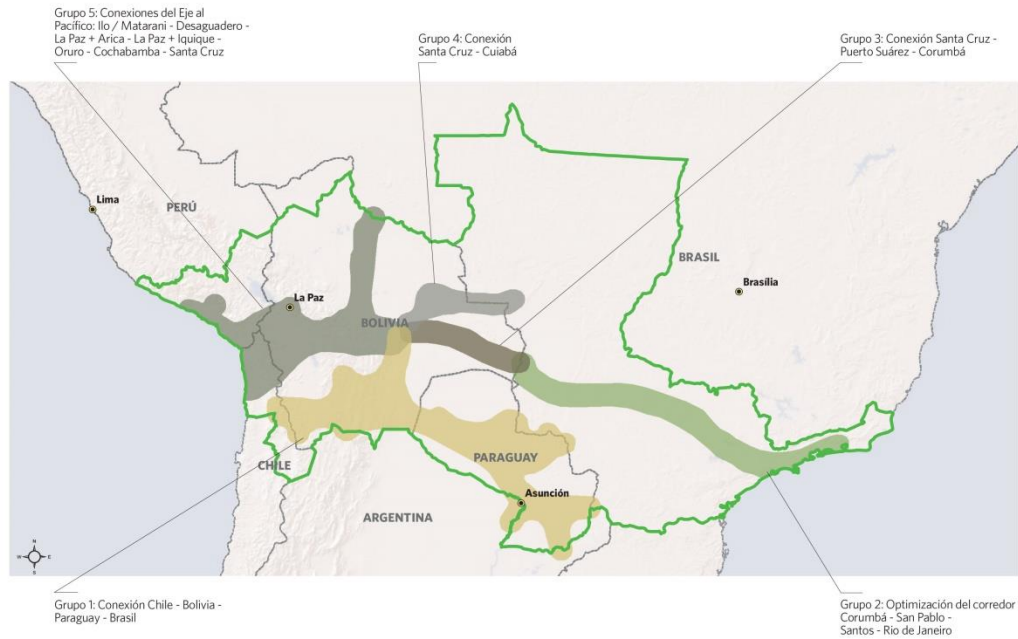 Grupo 5: Conexiones del Eje al
Pacífico: Ilo / Matarani - Desaguadero -
La Paz + Arica - La Paz + Iquique -
Oruro - Cochabamba - Santa Cruz
Grupo 4: Conexión
Santa Cruz - Cuiabá
Grupo 3: Conexión Santa Cruz -
Puerto Suárez - Corumbá
Lima
PERÚ
BRASIL
Brasília
La Paz
BOLIVIA
PARAGUAY
CHILE
Asunción
ARGENTINA
N
W E
S
Grupo 1: Conexión Chile - Bolivia -
Paraguay - Brasil
Grupo 2: Optimización del corredor
Corumbá - San Pablo -
Santos - Rio de Janeiro